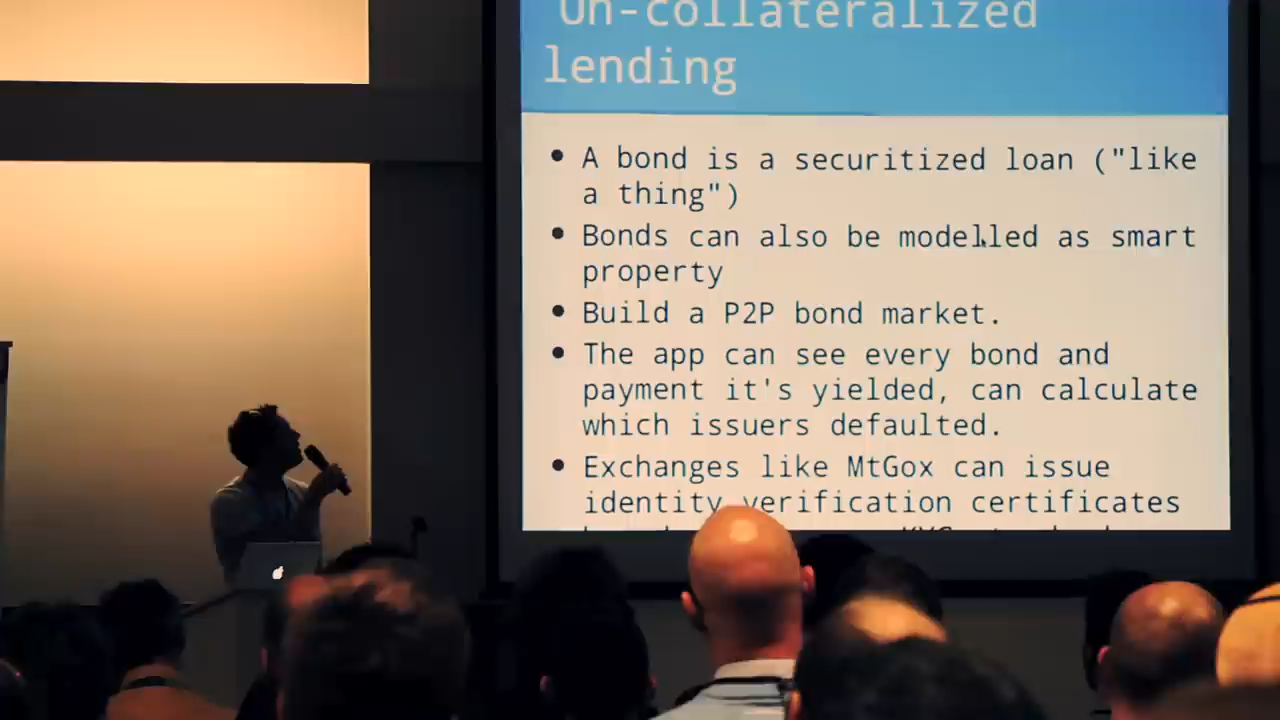 Un-collateralized
lending
• A bond is a securitized loan ("like
a thing")
• Bonds can also be modelled as smart
property
• Build a P2P bond market.
• The app can see every bond and
payment it's yielded, can calculate
which issuers defaulted.
• Exchanges like MtGox can issue
identity verification certificates